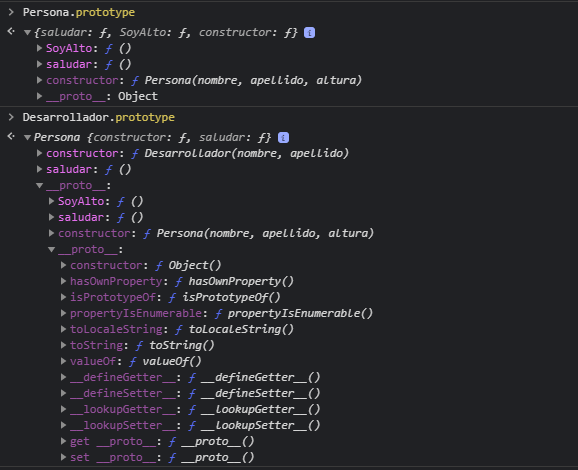 Persona.prototype
{saludar: ƒ, SoyAlto: ƒ, constructor: ƒ} i
SoyAlto: ƒ ()
saludar: ƒ ()
constructor: ƒ Persona(nombre, apellido, altura)
__proto__: Object
Desarrollador.prototype
Persona {constructor: ƒ, saludar: ƒ} i
constructor: ƒ Desarrollador(nombre, apellido)
saludar: ƒ ()
__proto__:
SoyAlto: ƒ ()
saludar: ƒ ()
constructor: ƒ Persona(nombre, apellido, altura)
__proto__:
constructor: ƒ Object()
hasOwnProperty: ƒ hasOwnProperty()
isPrototypeOf: ƒ isPrototypeOf()
propertyIsEnumerable: ƒ propertyIsEnumerable()
toLocaleString: ƒ toLocaleString()
toString: ƒ toString()
valueOf: ƒ valueOf()
__defineGetter__: ƒ __defineGetter__()
__defineSetter__: ƒ __defineSetter__()
__lookupGetter__: ƒ __lookupGetter__()
__lookupSetter__: ƒ __lookupSetter__()
get __proto__: ƒ __proto__()
set __proto__: ƒ __proto__()